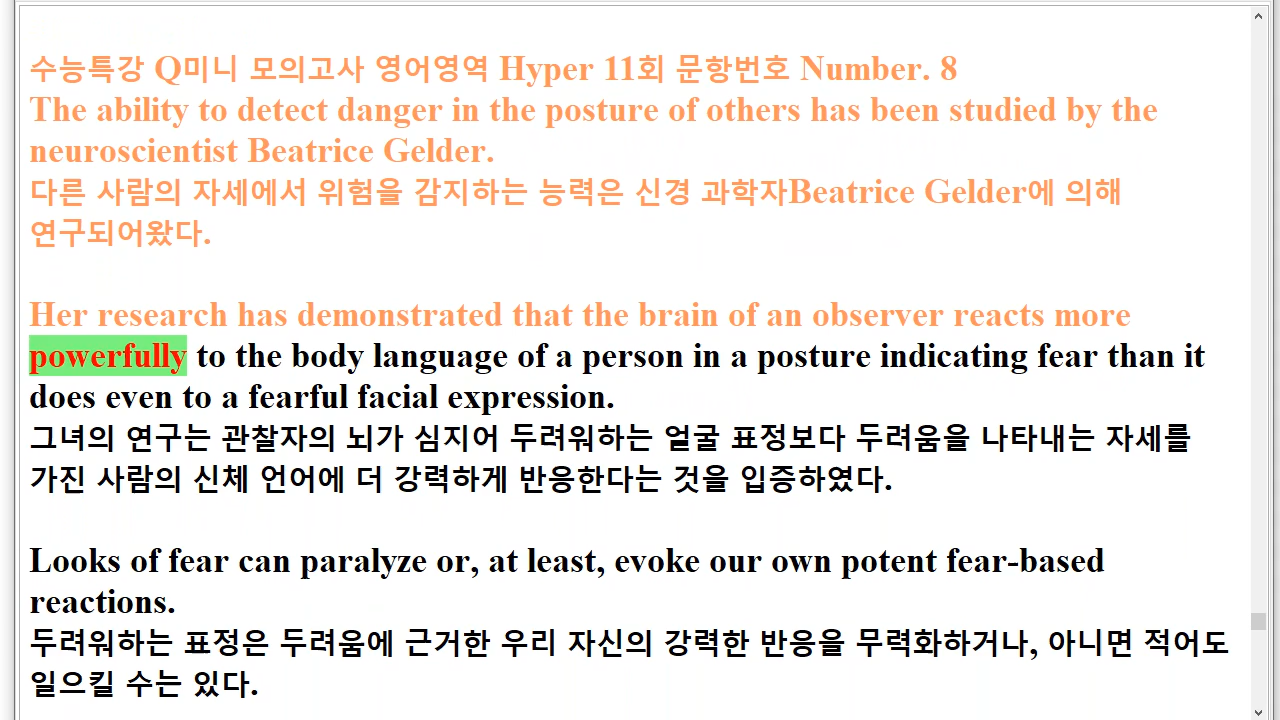 수능특강 Q미니 모의고사 영어영역 Hyper 11회 문항번호 Number. 8
The ability to detect danger in the posture of others has been studied by the
neuroscientist Beatrice Gelder.
다른 사람의 자세에서 위험을 감지하는 능력은 신경 과학자Beatrice Gelder에 의해
연구되어왔다.
Her research has demonstrated that the brain of an observer reacts more
powerfully to the body language of a person in a posture indicating fear than it
does even to a fearful facial expression.
그녀의 연구는 관찰자의 뇌가 심지어 두려워하는 얼굴 표정보다 두려움을 나타내는 자세를
가진 사람의 신체 언어에 더 강력하게 반응한다는 것을 입증하였다.
Looks of fear can paralyze or, at least, evoke our own potent fear-based
reactions.
두려워하는 표정은 두려움에 근거한 우리 자신의 강력한 반응을 무력화하거나, 아니면 적어도
일으킬 수는 있다.